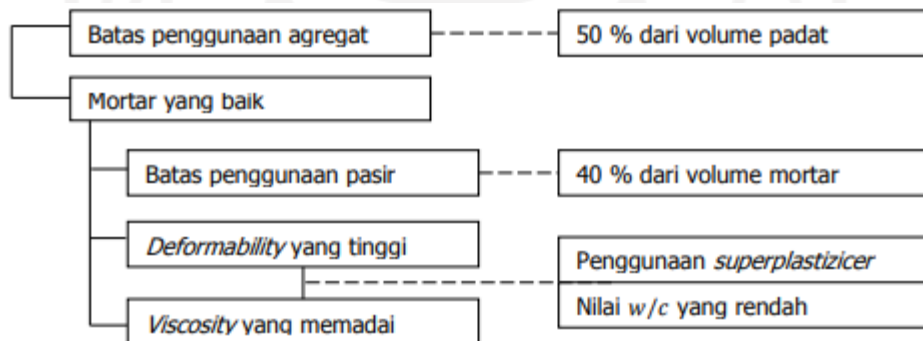 Batas penggunaan agregat
50 % dari volume padat
Mortar yang baik
Batas penggunaan pasir
40 % dari volume mortar
Deformability yang tinggi
Penggunaan superplastizicer
Nilai w/c yang rendah
Viscosity yang memadai